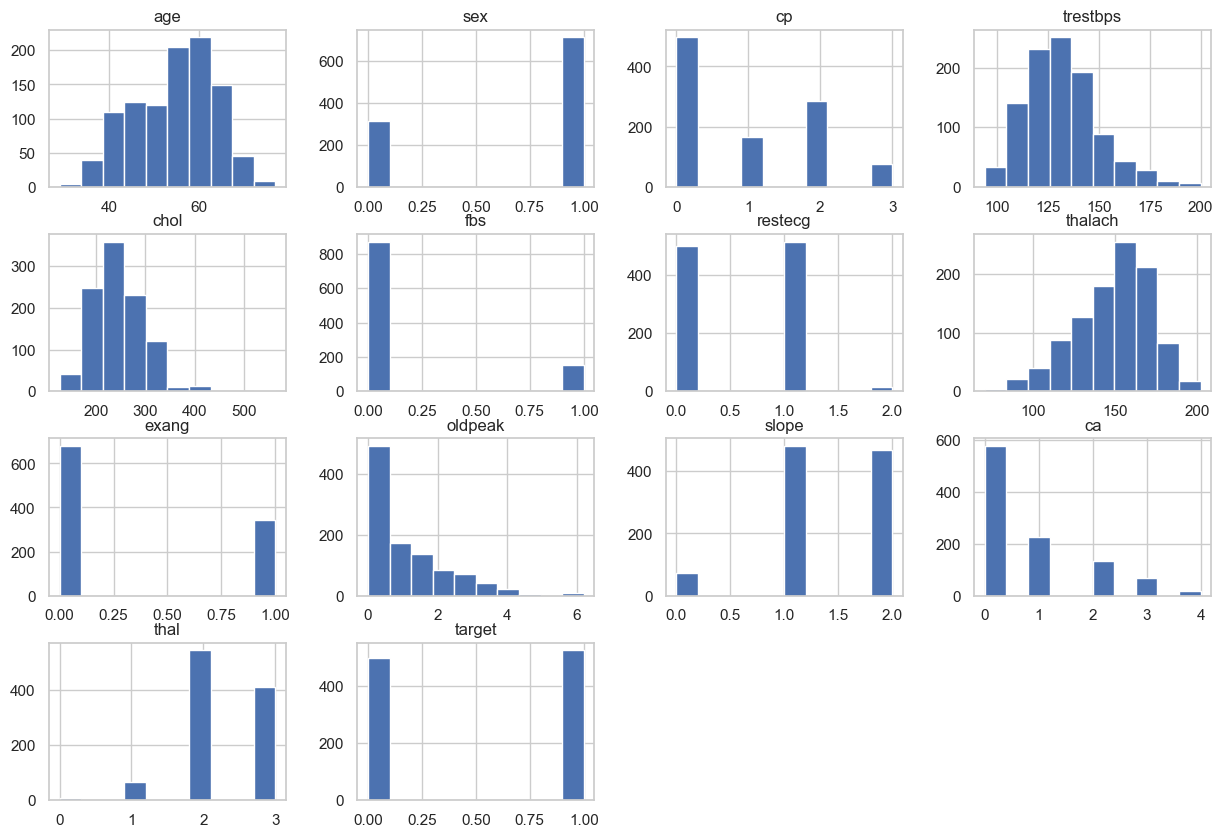 age sex cp trestbps
200 150 100 50 0
600 400 200 0
400 200 0
200 100 0
40 60
0.00 0.25 0.50 0.75 1.00
0 1 2 3
100 125 150 175 200
chol fbs restecg thalach
300 200 100 0
800 600 400 200 0
400 200 0
200 100 0
200 300 400 500
0.00 0.25 0.50 0.75 1.00
0.0 0.5 1.0 1.5 2.0
100 150 200
exang oldpeak slope ca
600 400 200 0
400 200 0
400 200 0
600 400 200 0
0.00 0.25 0.50 0.75 1.00
0 2 4 6
0.0 0.5 1.0 1.5 2.0
0 1 2 3 4
thal target
400 200 0
400 200 0
0 1 2 3
0.00 0.25 0.50 0.75 1.00